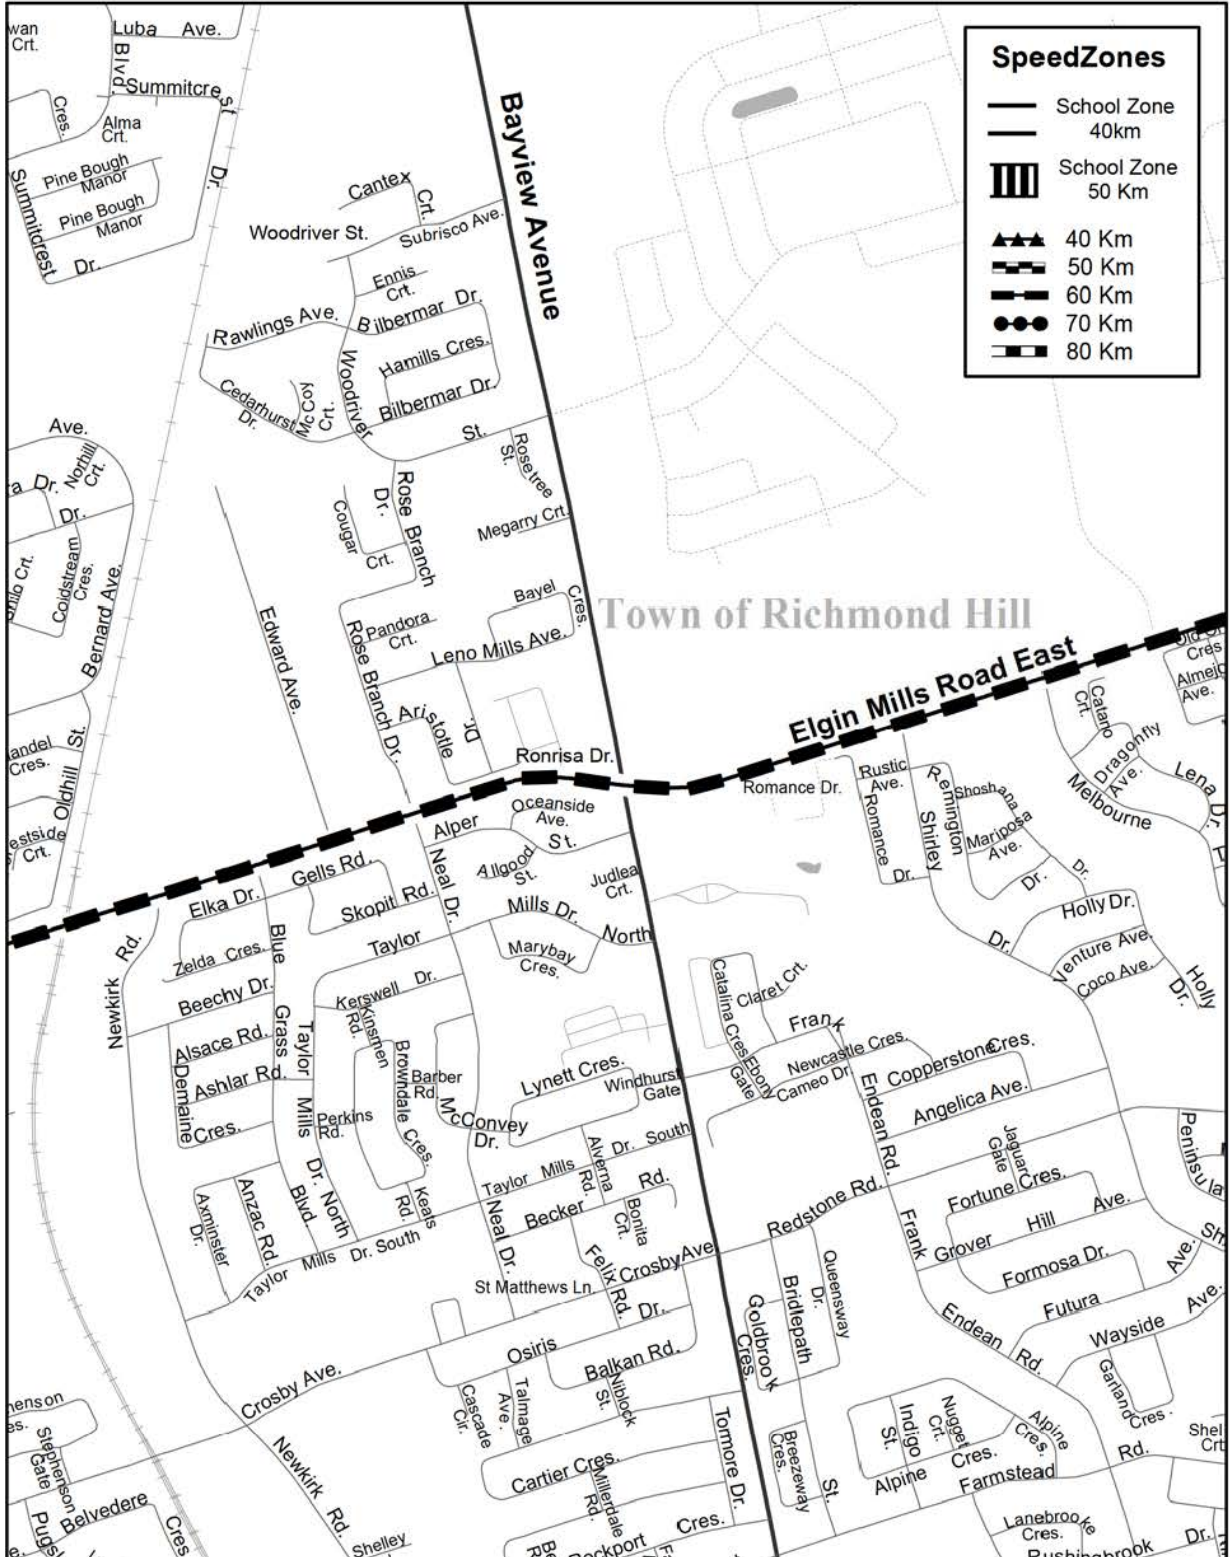 SpeedZones
School Zone
40km
School Zone
50 Km
40 Km
50 Km
60 Km
70 Km
80 Km
Luba Ave.
Crt.
Blvd.
Summitcrest
Dr.
Cres.
Alma
Crt.
Pine Bough
Manor
Pine Bough
Manor
Summitcrest
Dr.
Bayview Avenue
Cantex
Crt.
Woodriver St.
Subrisco Ave.
Ennis
Crt.
Rawlings Ave.
Bilbermar Dr.
Hamills Cres.
Woodriver
Bilbermar Dr.
Cedarhurst
Dr.
McCoy
Crt.
St.
Rosetree
St.
Ave.
Norhill
Crt.
Dr.
Dr.
Rose Branch
Dr.
Cougar
Crt.
Megarry Crt.
Coldstream
Cres.
Crt.
Bernard Ave.
Edward Ave.
Bayel
Cres.
Town of Richmond Hill
Pandora
Crt.
Rose Branch Dr.
Leno Mills Ave.
Aristotle
Dr.
Ronrisa Dr.
Elgin Mills Road East
Cres.
Ave.
Catano
Crt.
Dragonfly
Ave.
Melbourne
Lena Dr.
Oldhill St.
Cres.
Crt.
Romance Dr.
Rustic
Ave.
Romance
Dr.
Remington
Shirley
Shoshana
Mariposa
Ave.
Dr.
Dr.
Oceanside
Ave.
Alper
St.
Allgood
St.
Judlea
Crt.
Neal Dr.
Gells Rd.
Elka Dr.
Skopit Rd.
Mills Dr.
North
Taylor
Marybay
Cres.
Zelda Cres.
Blue
Rd.
Newkirk
Beechy Dr.
Kerswell Dr.
Kinsmen
Rd.
Holly Dr.
Dr.
Venture Ave.
Coco Ave.
Holly
Dr.
Catalina Cres.
Claret Crt.
Frank
Ebony
Gate
Newcastle Cres.
Cameo Dr.
Copperstone
Cres.
Endean Rd.
Angelica Ave.
Alsace Rd.
Grass
Taylor
Ashlar Rd.
Demaine
Cres.
Mills
Perkins
Rd.
Browndale Cres.
Barber
Rd.
McConvey
Dr.
Lynett Cres.
Windhurst
Gate
Alverna
Rd.
Taylor Mills Dr. South
Dr. North
Blvd.
Anzac Rd.
Axminster
Dr.
Keats
Rd.
Taylor Mills Dr. South
Neal Dr.
Becker Rd.
Bonita
Crt.
Felix Rd.
Crosby Ave.
St Matthews Ln.
Dr.
Jaguar
Gate
Peninsula
Redstone Rd.
Fortune Cres.
Frank
Grover Hill Ave.
Formosa Dr.
Futura Ave.
Wayside Ave.
Endean Rd.
Queensway
Dr.
Bridlepath
Goldbrook
Cres.
Crosby Ave.
Osiris
Balkan Rd.
Niblock
St.
Talmage
Ave.
Cascade
Cir.
Garland
Cres.
Alpine
Cres.
Nugget
Crt.
Indigo
St.
Rd.
Alpine
Cres.
Farmstead
Lanebrooke
Cres.
Rushingbrook Dr.
Tormore Dr.
Breezeway
Cres.
St.
Cartier Cres.
Millerdale
Rd.
Cres.
Newkirk
Rd.
Shelley
Stephenson
Gate
Belvedere
Cres.